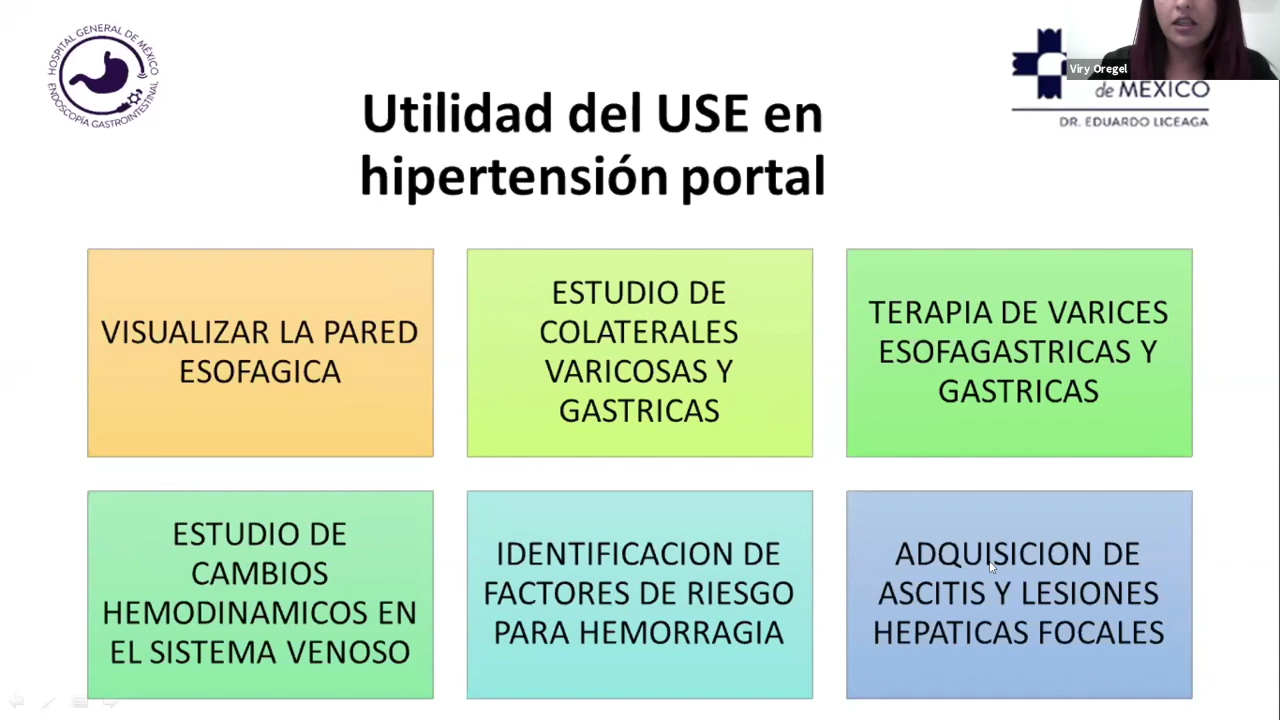 HOSPITAL GENERAL DE MÉXICO
ENDOSCOPÍA GASTROINTESTINAL
Viry Oregel
de MÉXICO
DR. EDUARDO LICEAGA
Utilidad del USE en
hipertensión portal
VISUALIZAR LA PARED
ESOFAGICA
ESTUDIO DE
COLATERALES
VARICOSAS Y
GASTRICAS
TERAPIA DE VARICES
ESOFAGASTRICAS Y
GASTRICAS
ESTUDIO DE
CAMBIOS
HEMODINAMICOS EN
EL SISTEMA VENOSO
IDENTIFICACION DE
FACTORES DE RIESGO
PARA HEMORRAGIA
ADQUISICION DE
ASCITIS Y LESIONES
HEPATICAS FOCALES